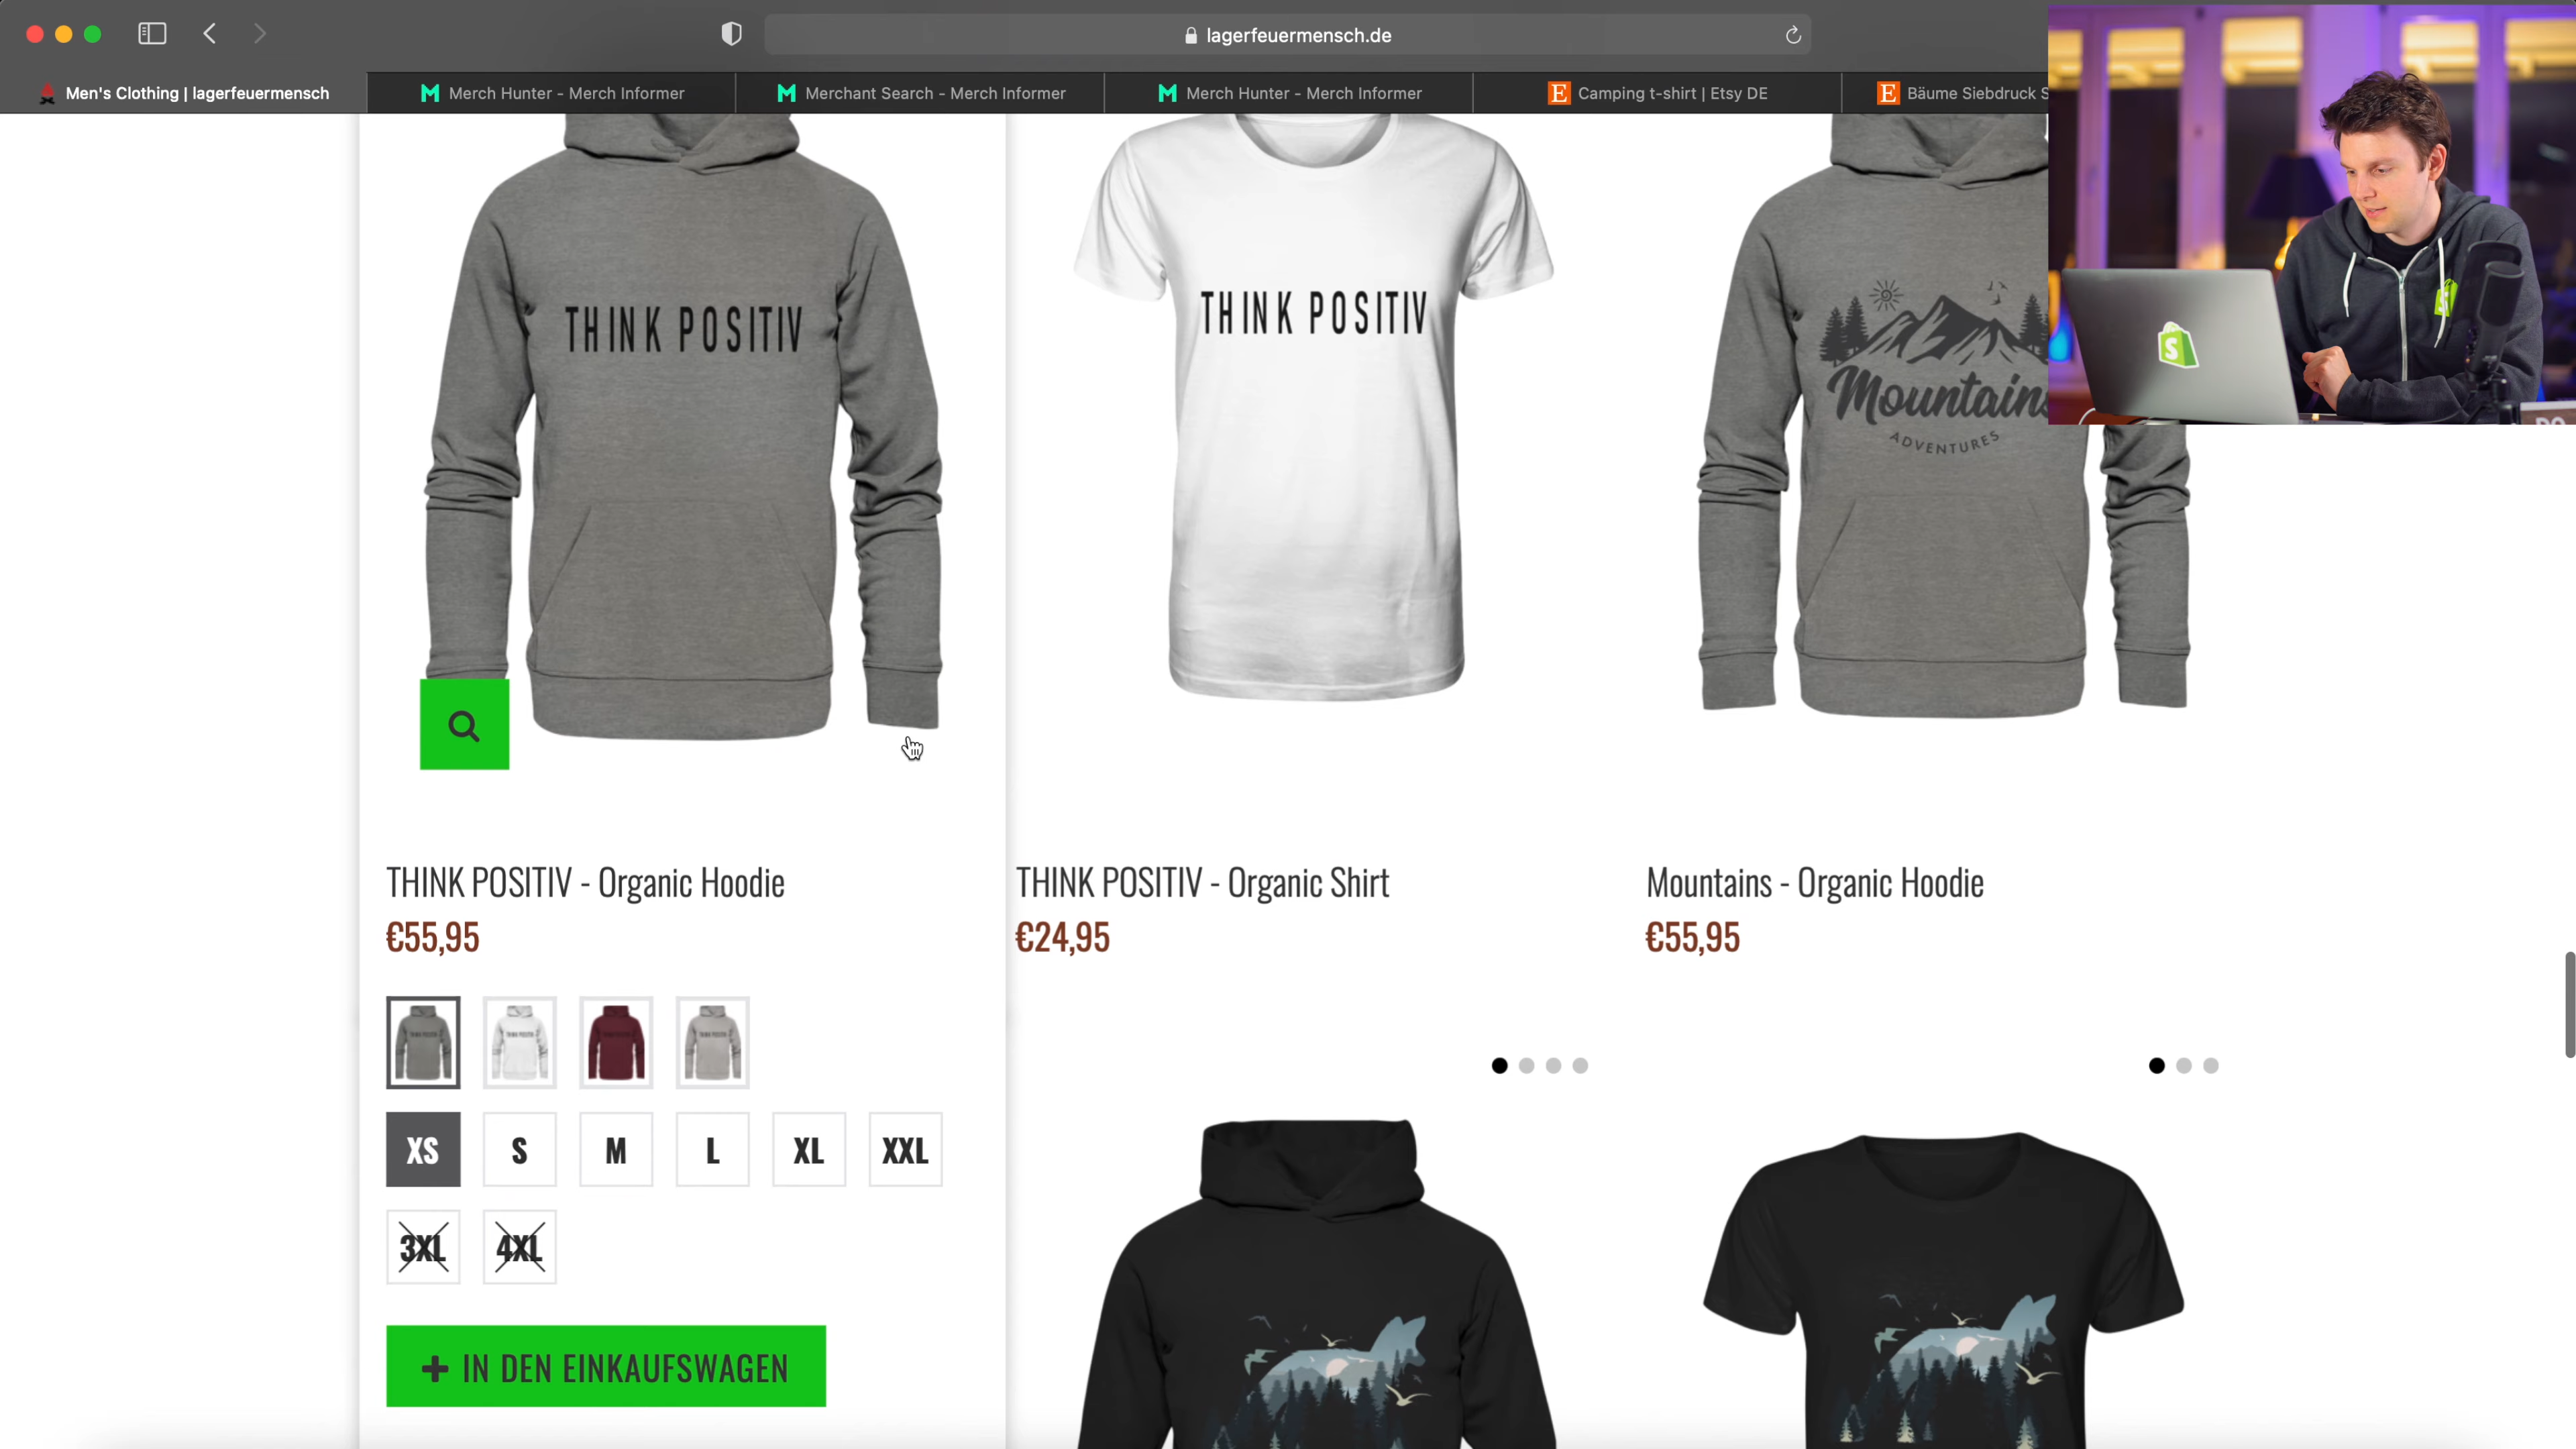 lagerfeuermensch.de
Men's Clothing | lagerfeuermensch
Merch Hunter - Merch Informer
Merchant Search - Merch Informer
Merch Hunter - Merch Informer
E Camping t-shirt | Etsy DE
E Bäume Siebdruck S
THINK POSITIV
THINK POSITIV
Mountains
ADVENTURES
THINK POSITIV - Organic Hoodie
€55,95
THINK POSITIV - Organic Shirt
€24,95
Mountains - Organic Hoodie
€55,95
XS S M L XL XXL
3XL 4XL
+ IN DEN EINKAUFSWAGEN